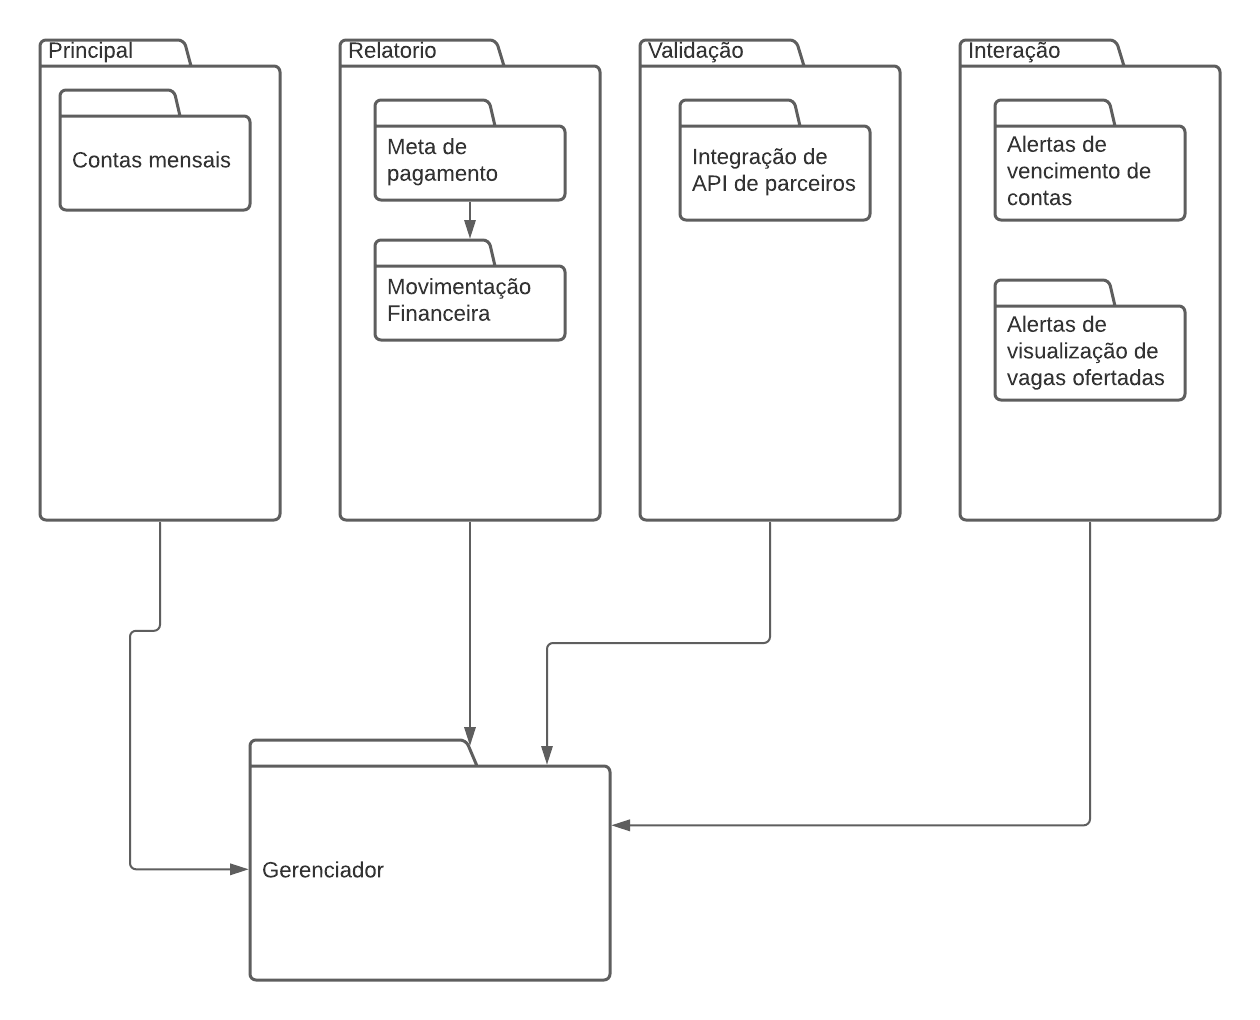 Principal
Contas mensais
Relatorio
Meta de
pagamento
Movimentação
Financeira
Validação
Integração de
API de parceiros
Interação
Alertas de
vencimento de
contas
Alertas de
visualização de
vagas ofertadas
Gerenciador